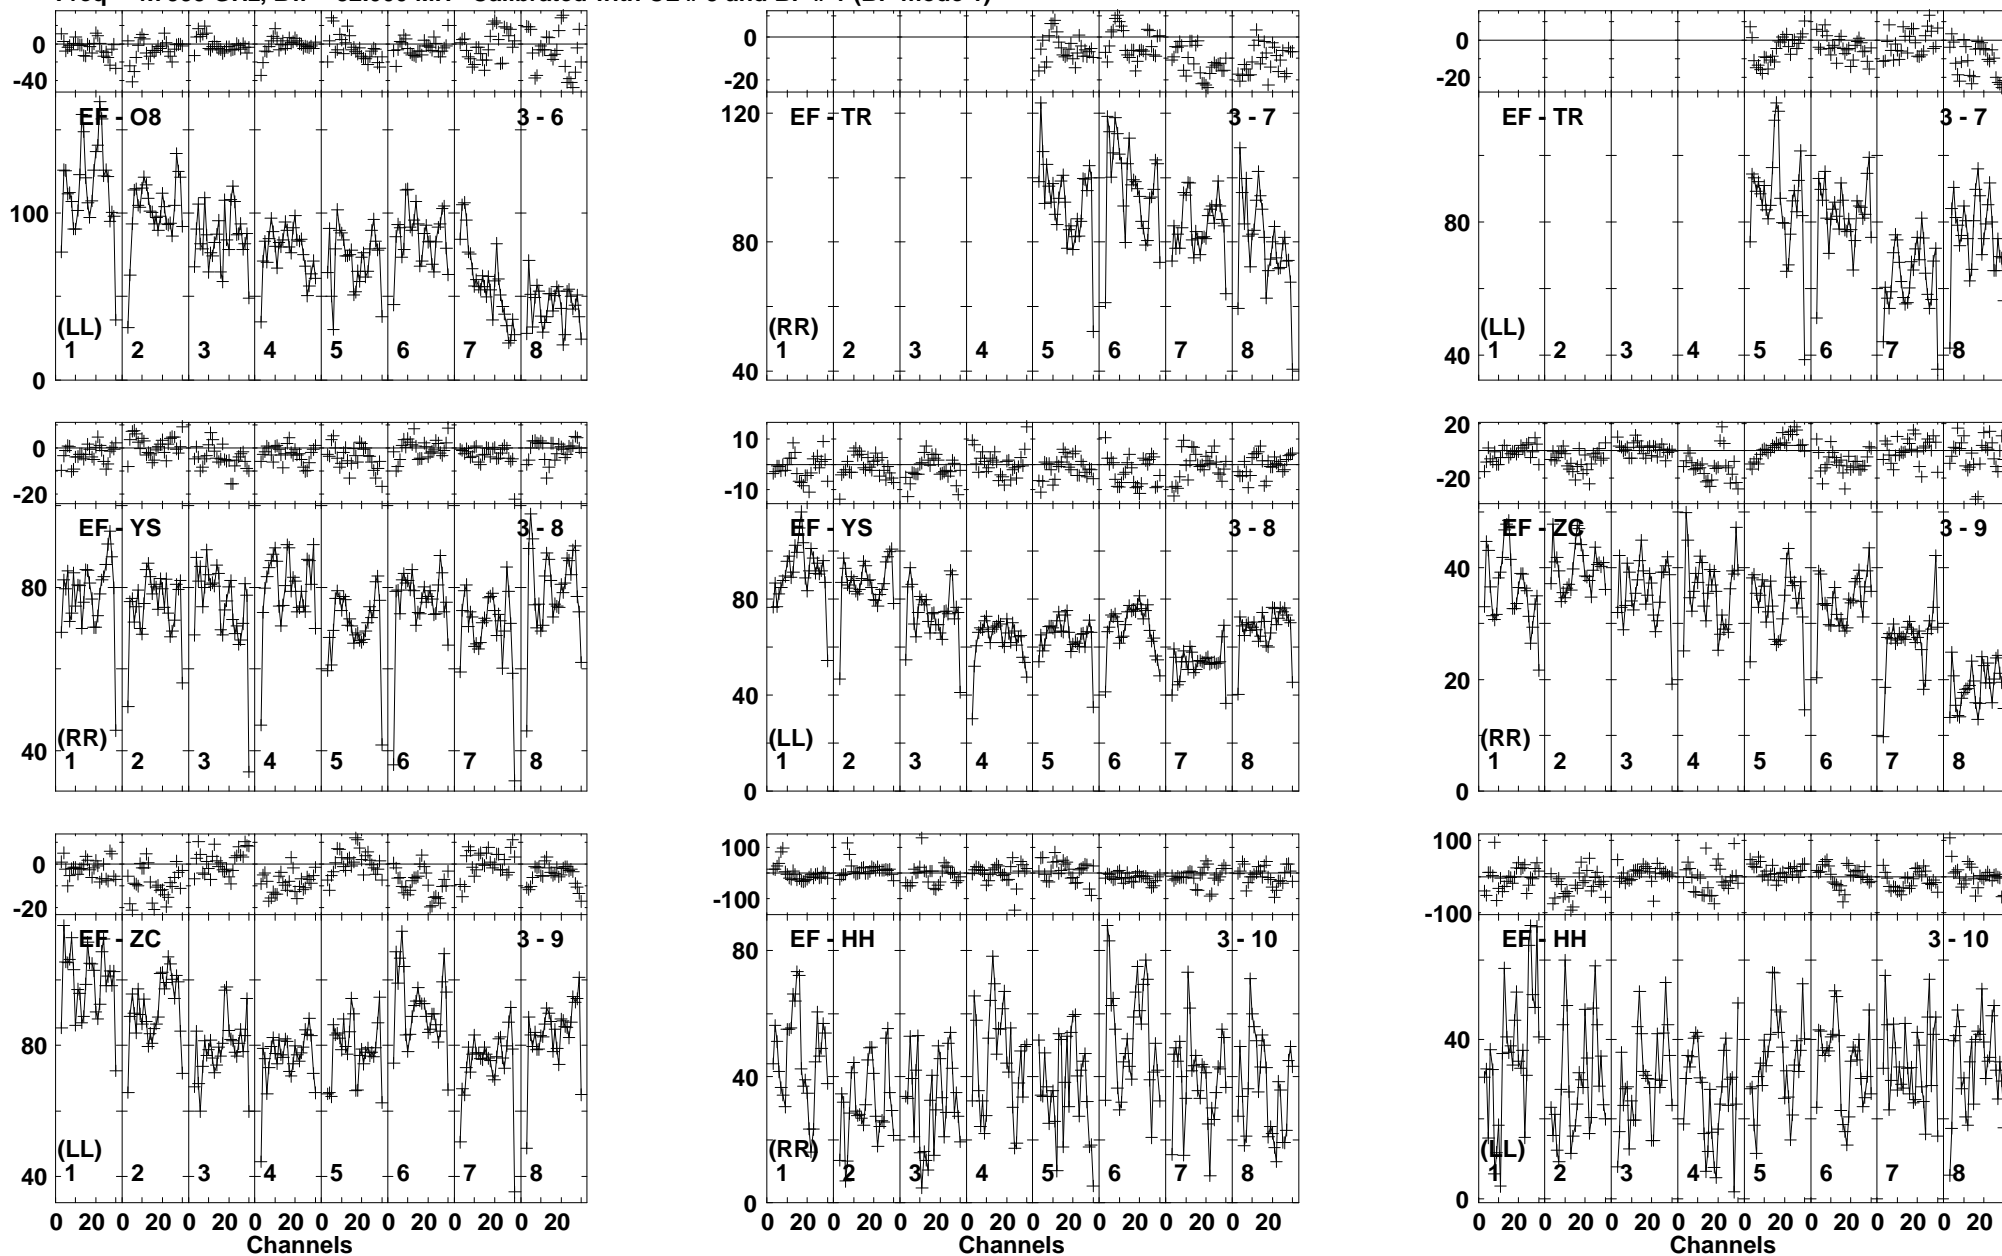 Calibrated with and (BP mode 1)
0 0 0
-40 -20 -20
EF - O8 3 - 6 120 EF - TR 3 - 7 EF - TR 3 - 7
100 80 80
(LL) (RR) (LL)
1 2 3 4 5 6 7 8 1 2 3 4 5 6 7 8 1 2 3 4 5 6 7 8
0 40 40
0 10 20
-20 -10 -20
EF - YS 3 - 8 EF - YS 3 - 8 EF - ZC 3 - 9
80 80 40
40 40 20
(RR) (LL) (RR)
1 2 3 4 5 6 7 8 1 2 3 4 5 6 7 8 1 2 3 4 5 6 7 8
0 0
0 100 100
-20 -100 -100
EF - ZC 3 - 9 EF - HH 3 - 10 EF - HH 3 - 10
80 80 40
40 40
(LL) (RR) (LL)
1 2 3 4 5 6 7 8 1 2 3 4 5 6 7 8 1 2 3 4 5 6 7 8
0 0
0 20 0 20 0 20 0 20 0 20 0 20 0 20 0 20 0 20 0 20 0 20 0 20 0 20 0 20 0 20 0 20 0 20 0 20 0 20 0 20 0 20 0 20 0 20 0 20
Channels Channels Channels